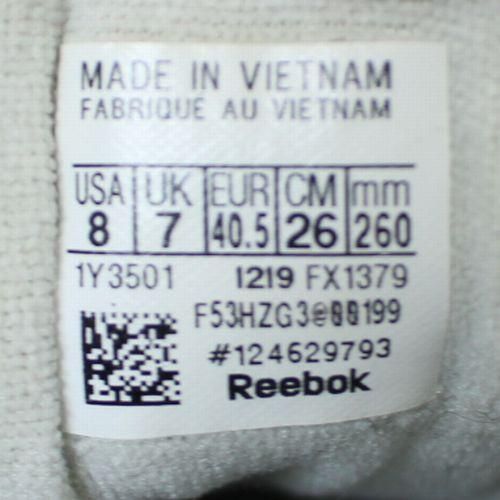 MADE IN VIETNAM
FABRIQUÉ AU VIETNAM
USA UK EUR CM mm
8 7 40.5 26 260
1Y3501 1219 FX1379
#124629793
Reebok